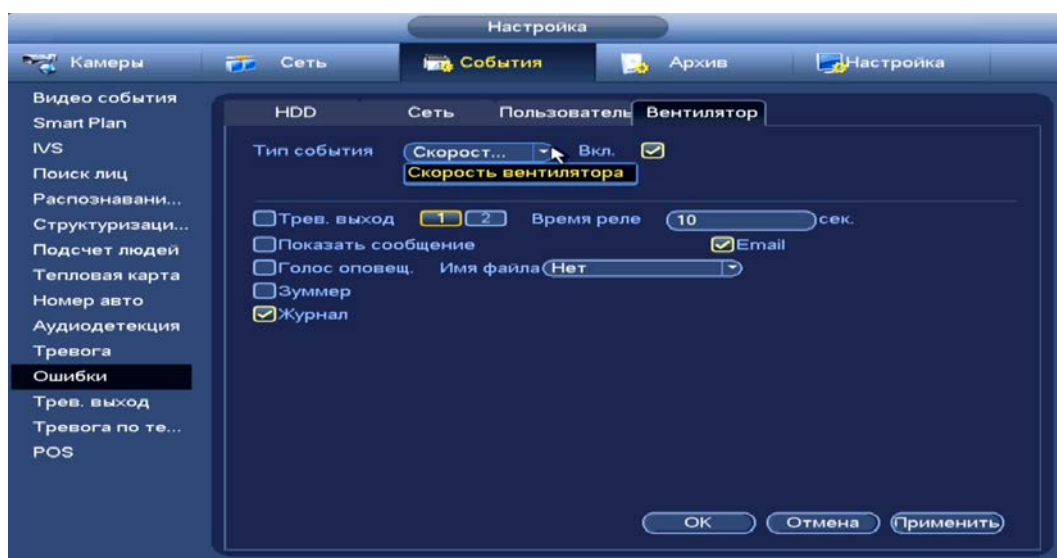 Настройка
Камеры Сеть События Архив Настройка
Видео события
Smart Plan
IVS
Поиск лиц
Распознавани...
Структуризаци...
Подсчет людей
Тепловая карта
Номер авто
Аудиодетекция
Тревога
Ошибки
Трев. выход
Тревога по те...
POS
HDD Сеть Пользователь Вентилятор
Тип события Скорост... Вкл.
Скорость вентилятора
Трев. выход 1 2 Время реле 10 сек.
Показать сообщение Email
Голос оповещ. Имя файла Нет
Зуммер
Журнал
OK Отмена Применить